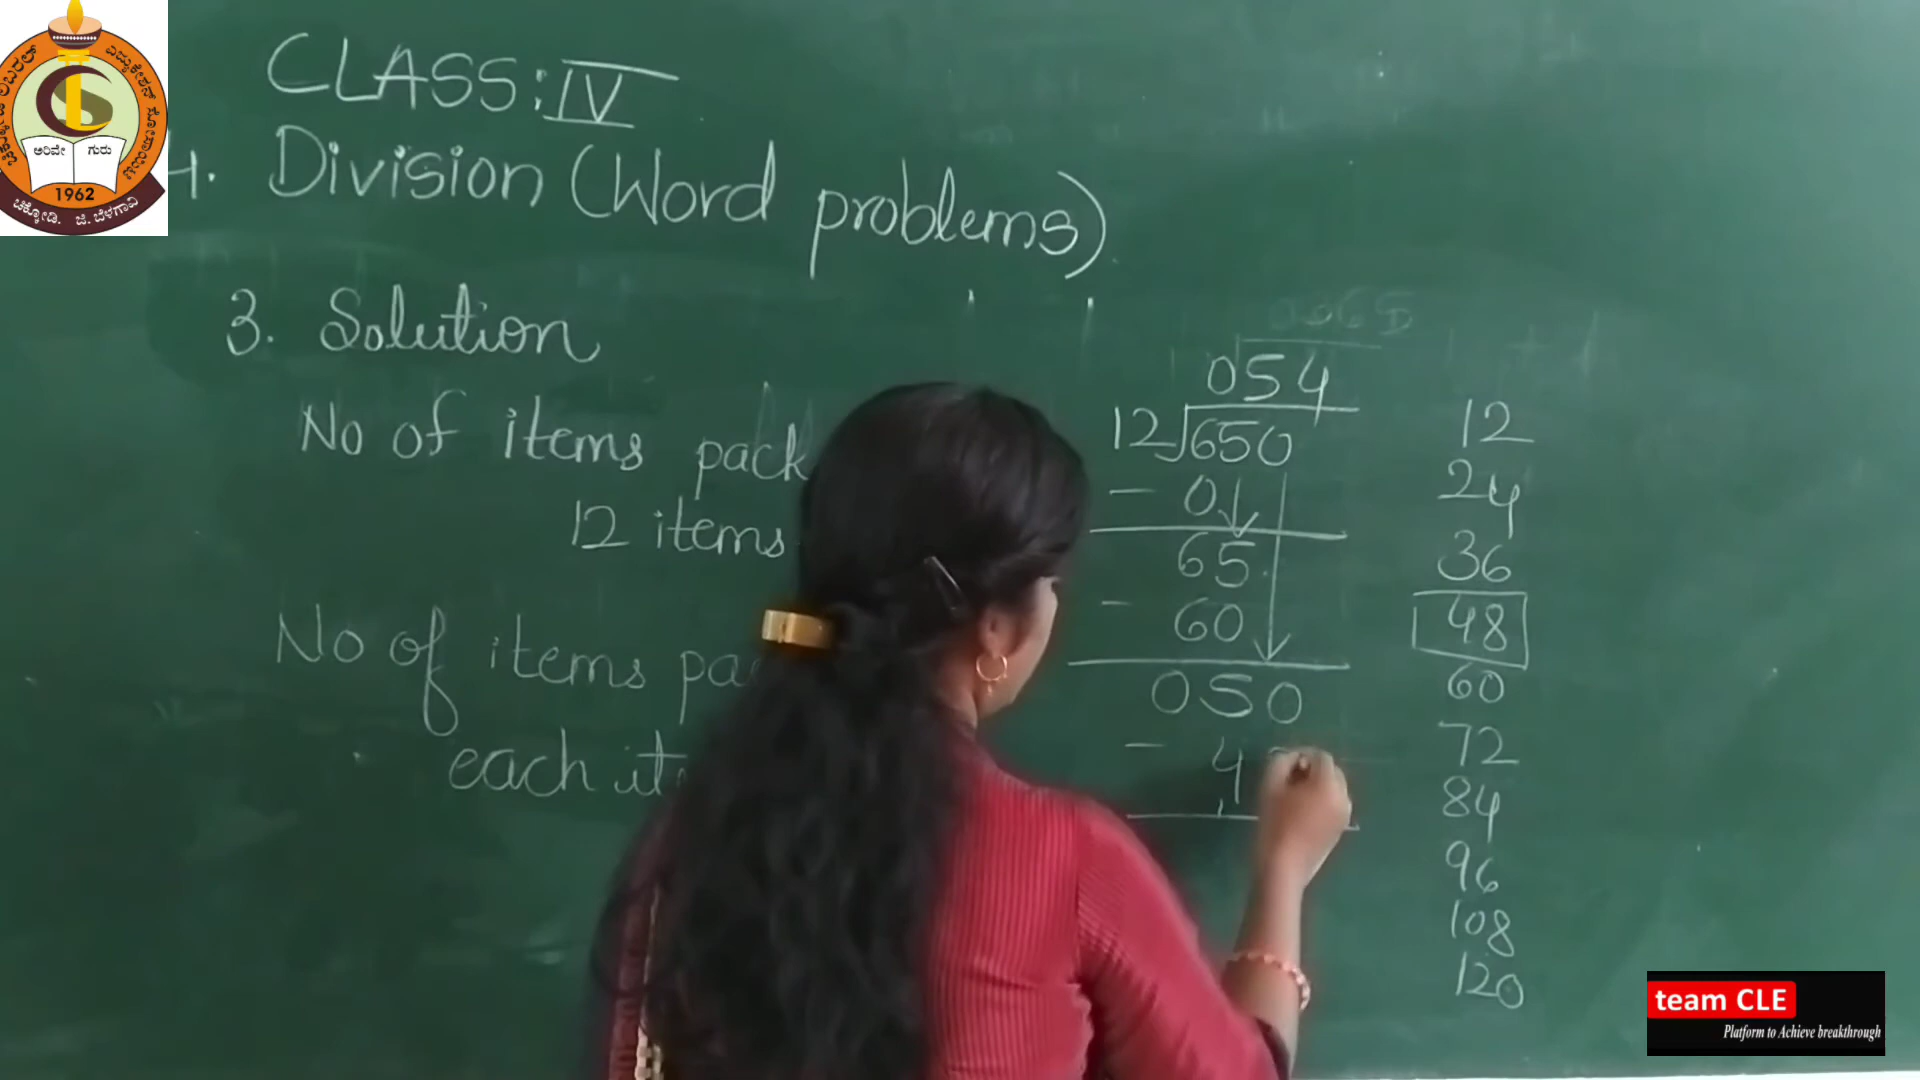 CLASS: IV
4. Division (Word problems)
3. Solution
No of items pack
12 items
No of items pa
each it
054
12)650
- 0
65
- 60
050
- 4
12
24
36
48
60
72
84
96
108
120
ಅರಿವೇ ಗುರು
1962
ಚಿಕ್ಕೋಡಿ. ಜಿ. ಬೆಳಗಾವಿ
team CLE
Platform to Achieve breakthrough